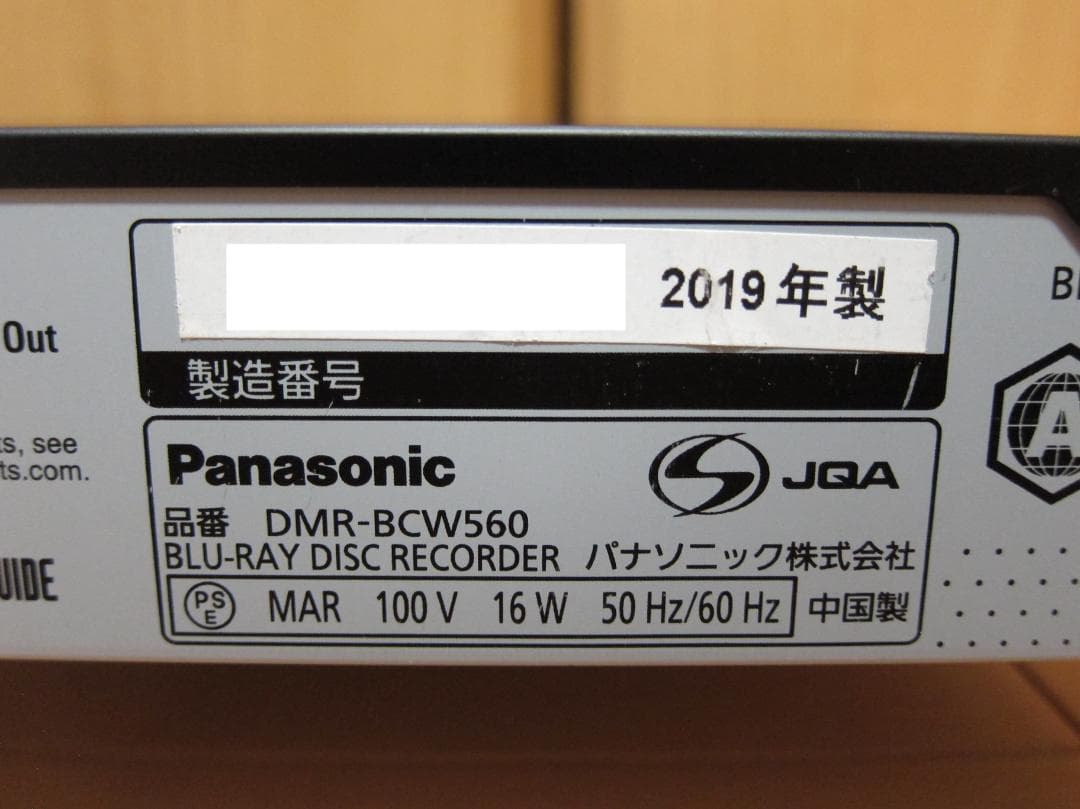 2019年製
製造番号
Out
Panasonic
JQA
品番 DMR-BCW560
BLU-RAY DISC RECORDER パナソニック株式会社
PS E MAR 100 V 16 W 50 Hz/60 Hz 中国製
see
ts.com.
A